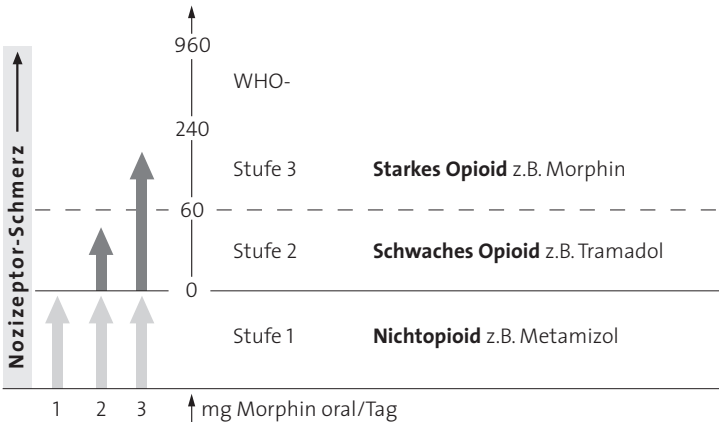 Nozizeptor-Schmerz
960
WHO-
240
Stufe 3 Starkes Opioid z.B. Morphin
60
Stufe 2 Schwaches Opioid z.B. Tramadol
0
Stufe 1 Nichtopioid z.B. Metamizol
1 2 3 mg Morphin oral/Tag